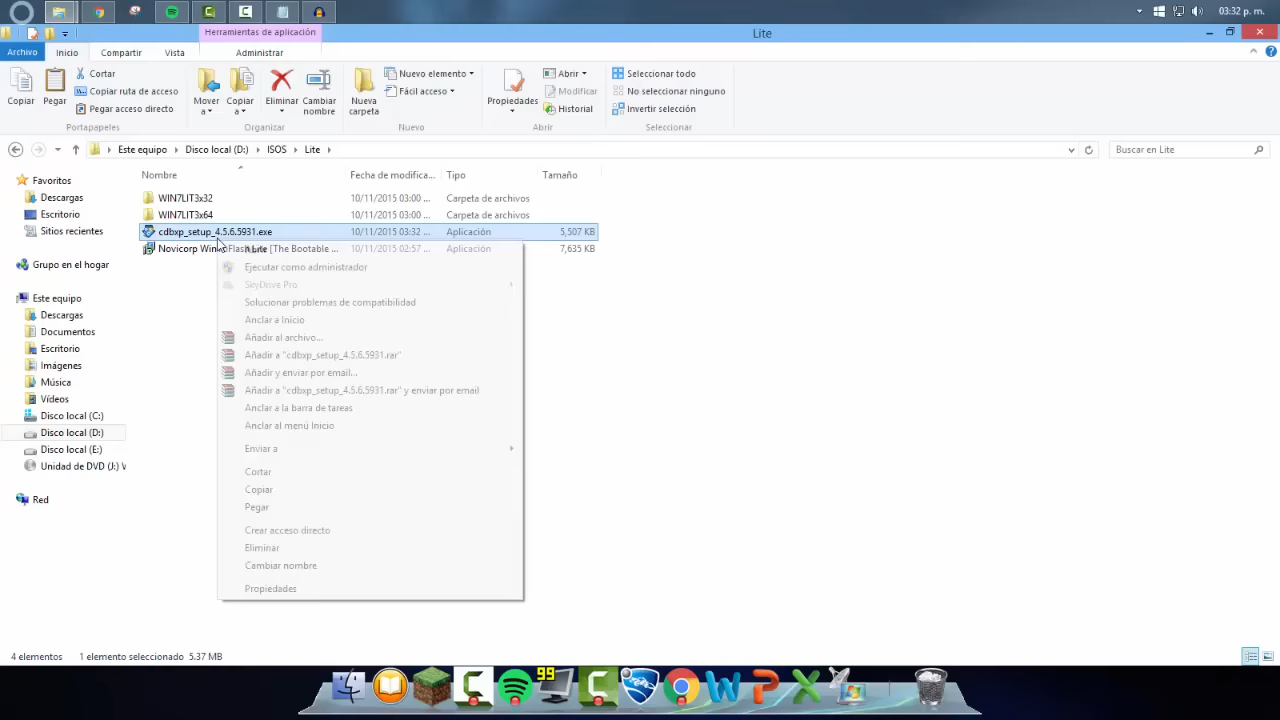 03:32 p. m.
Herramientas de aplicación
Lite
Archivo Inicio Compartir Vista Administrar
Copiar
Pegar
Cortar
Copiar ruta de acceso
Pegar acceso directo
Portapapeles
Mover a
Copiar a
Eliminar
Cambiar nombre
Organizar
Nueva carpeta
Nuevo elemento
Fácil acceso
Nuevo
Propiedades
Abrir
Modificar
Historial
Abrir
Seleccionar todo
No seleccionar ninguno
Invertir selección
Seleccionar
Este equipo Disco local (D:) ISOS Lite
Buscar en Lite
Nombre Fecha de modifica... Tipo Tamaño
WIN7LIT3x32 10/11/2015 03:00 ... Carpeta de archivos
WIN7LIT3x64 10/11/2015 03:00 ... Carpeta de archivos
cdbxp_setup_4.5.6.5931.exe 10/11/2015 03:32 ... Aplicación 5,507 KB
Novicorp [The Bootable ... 10/11/2015 02:57 ... Aplicación 7,635 KB
Favoritos
Descargas
Escritorio
Sitios recientes
Grupo en el hogar
Este equipo
Descargas
Documentos
Escritorio
Imágenes
Música
Vídeos
Disco local (C:)
Disco local (D:)
Disco local (E:)
Unidad de DVD (J:)
Red
Ejecutar como administrador
SkyDrive Pro
Solucionar problemas de compatibilidad
Anclar a Inicio
Añadir al archivo...
Añadir a "cdbxp_setup_4.5.6.5931.rar"
Añadir y enviar por email...
Añadir a "cdbxp_setup_4.5.6.5931.rar" y enviar por email
Anclar a la barra de tareas
Anclar al menú Inicio
Enviar a
Cortar
Copiar
Pegar
Crear acceso directo
Eliminar
Cambiar nombre
Propiedades
4 elementos 1 elemento seleccionado 5.37 MB
99